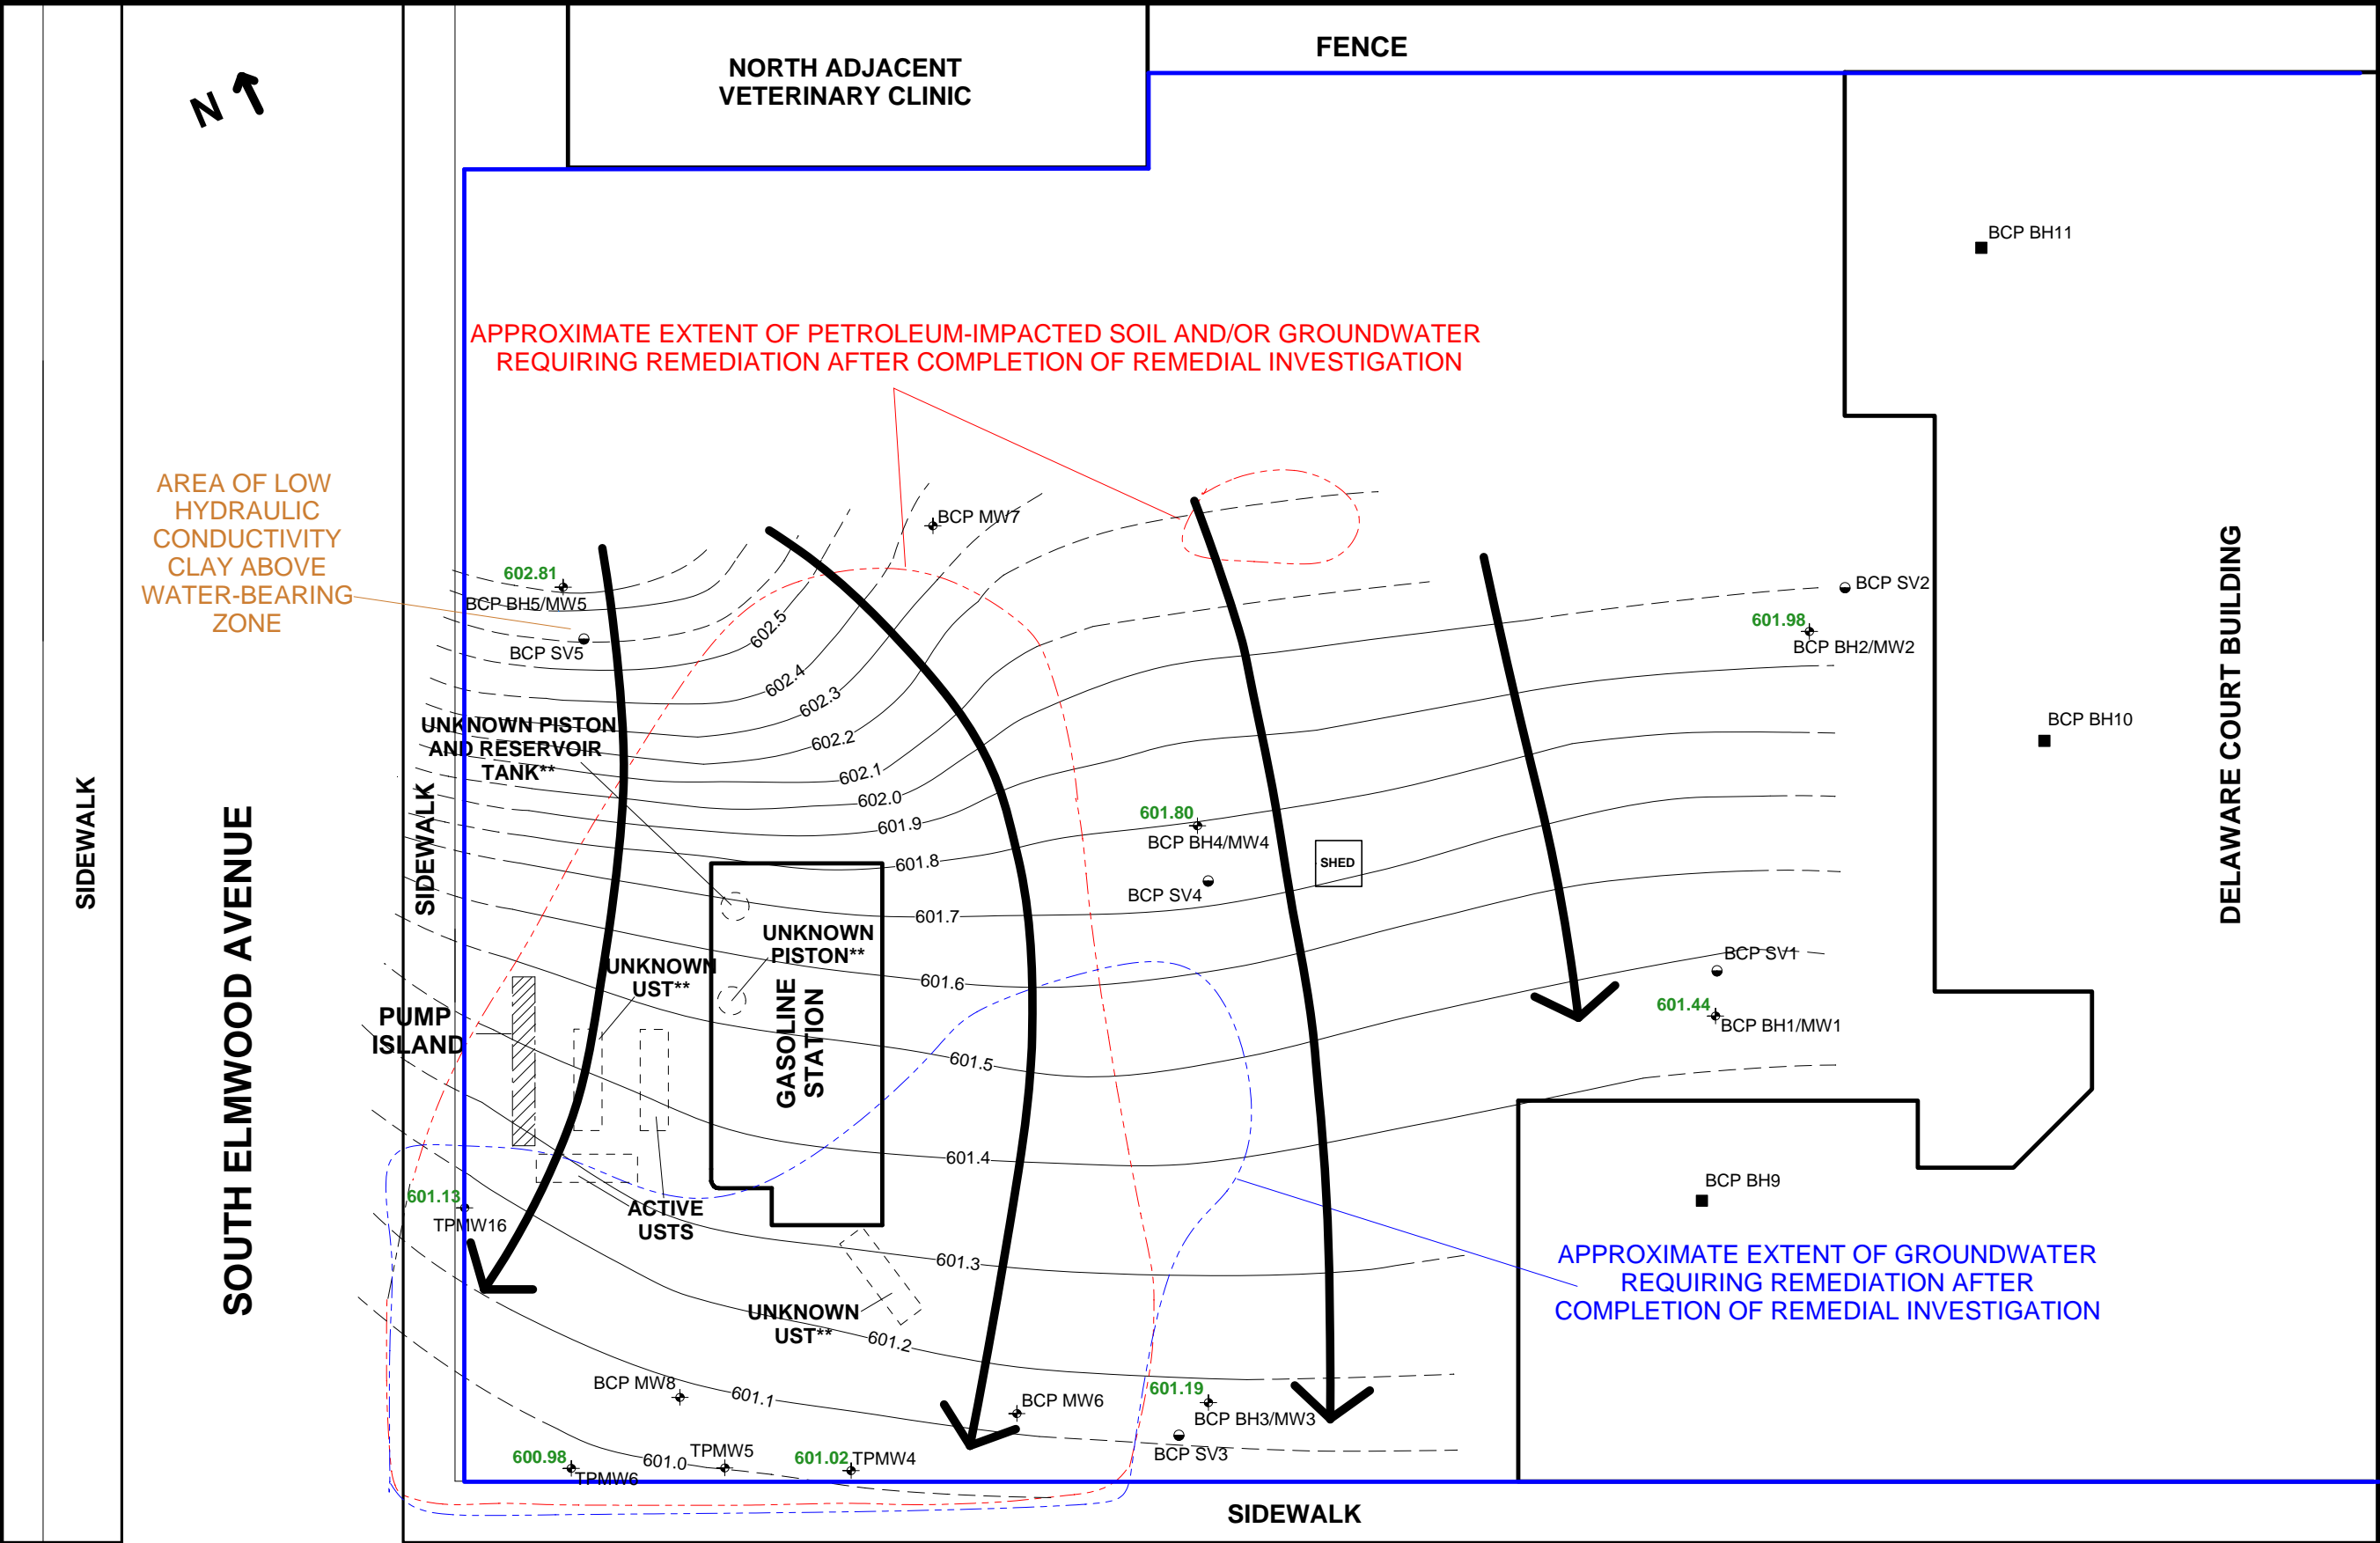 FENCE
NORTH ADJACENT
VETERINARY CLINIC
N
BCP BH11
APPROXIMATE EXTENT OF PETROLEUM-IMPACTED SOIL AND/OR GROUNDWATER
REQUIRING REMEDIATION AFTER COMPLETION OF REMEDIAL INVESTIGATION
AREA OF LOW
HYDRAULIC
CONDUCTIVITY
CLAY ABOVE
WATER-BEARING
ZONE
BCP MW7
602.81
BCP BH5/MW5
BCP SV5
BCP SV2
601.98
BCP BH2/MW2
DELAWARE COURT BUILDING
BCP BH10
602.5
602.4
602.3
602.2
602.1
602.0
601.9
601.8
601.7
601.6
601.5
601.4
601.3
601.2
601.1
601.0
UNKNOWN PISTON
AND RESERVOIR
TANK**
SIDEWALK
SIDEWALK
SOUTH ELMWOOD AVENUE
601.80
BCP BH4/MW4
SHED
BCP SV4
UNKNOWN
PISTON**
UNKNOWN
UST**
GASOLINE
STATION
PUMP
ISLAND
BCP SV1
601.44
BCP BH1/MW1
BCP BH9
601.13
TPMW16
ACTIVE
USTS
UNKNOWN
UST**
APPROXIMATE EXTENT OF GROUNDWATER
REQUIRING REMEDIATION AFTER
COMPLETION OF REMEDIAL INVESTIGATION
BCP MW8
BCP MW6
601.19
BCP BH3/MW3
BCP SV3
600.98
TPMW6
TPMW5
601.02
TPMW4
SIDEWALK